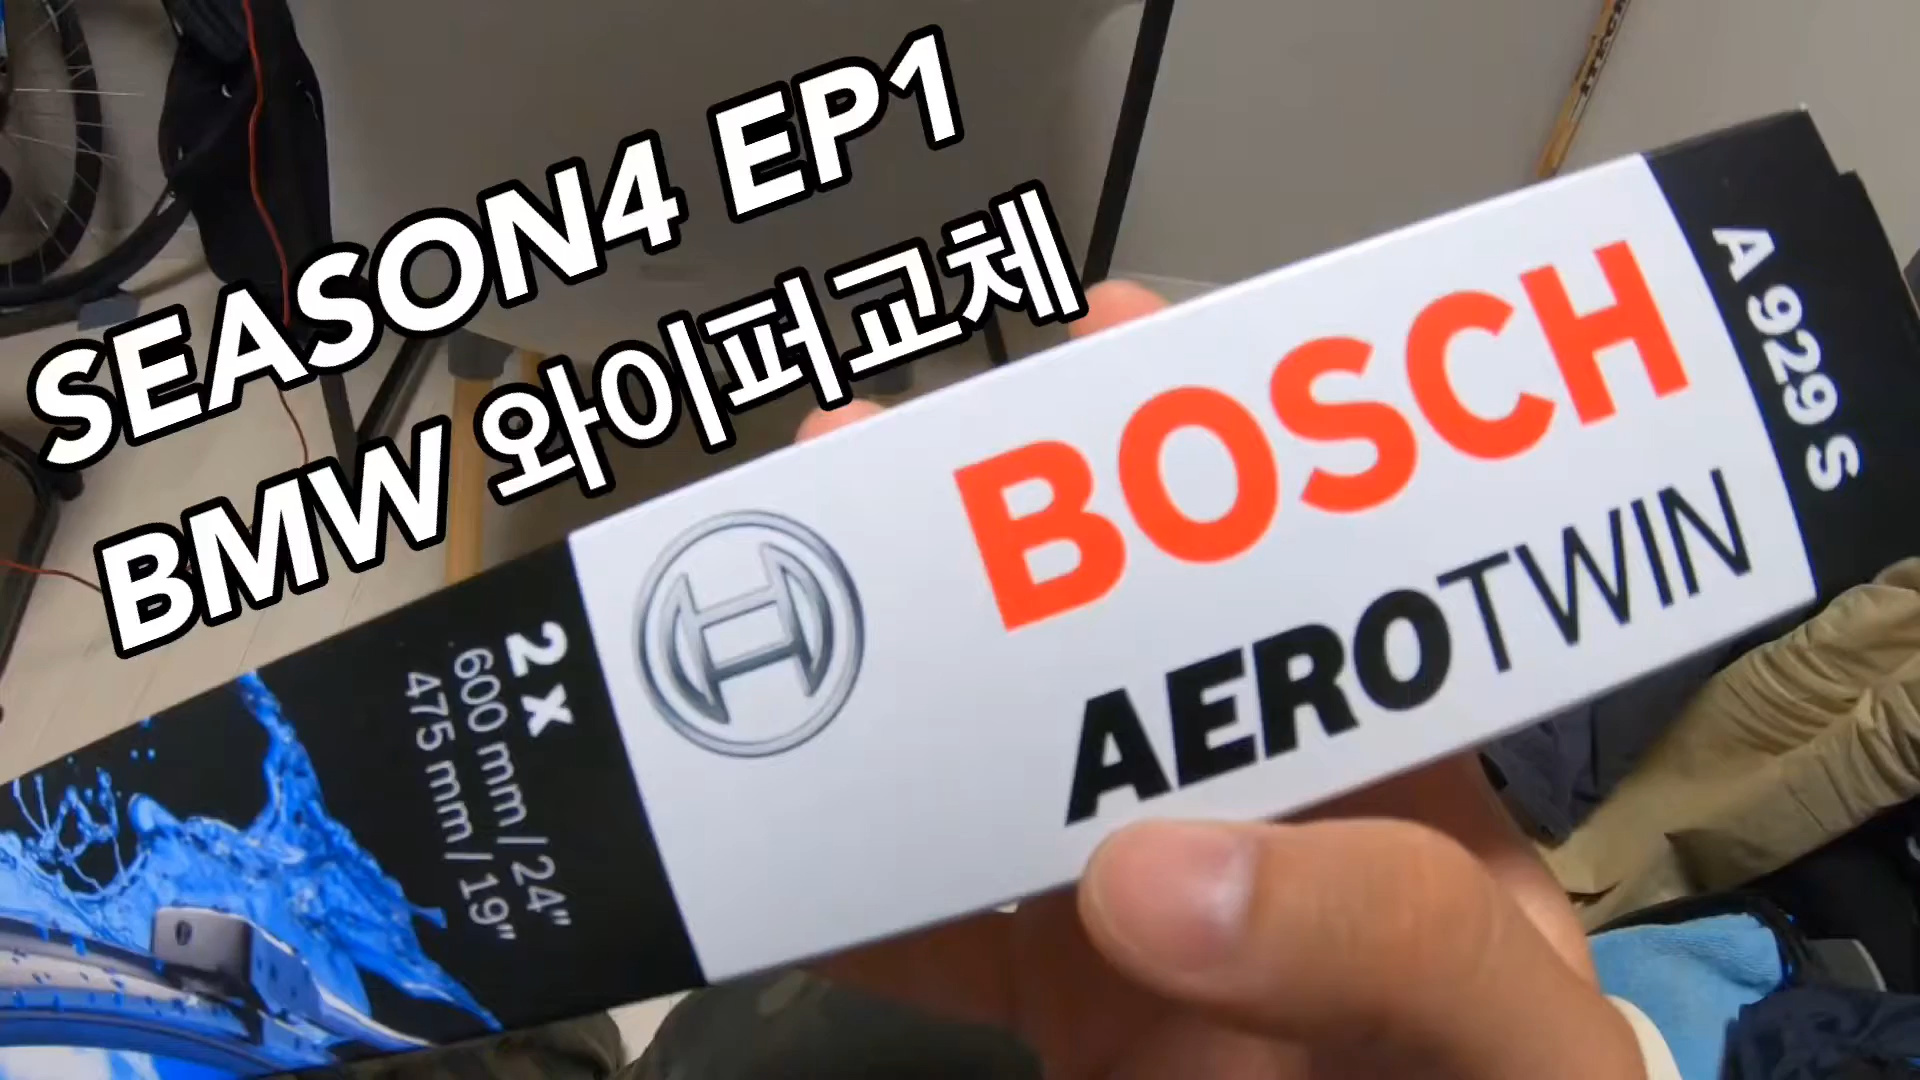 SEASON4 EP1
BMW 와이퍼교체
BOSCH
AEROTWIN
A 929 S
2 x
600 mm / 24"
475 mm / 19"